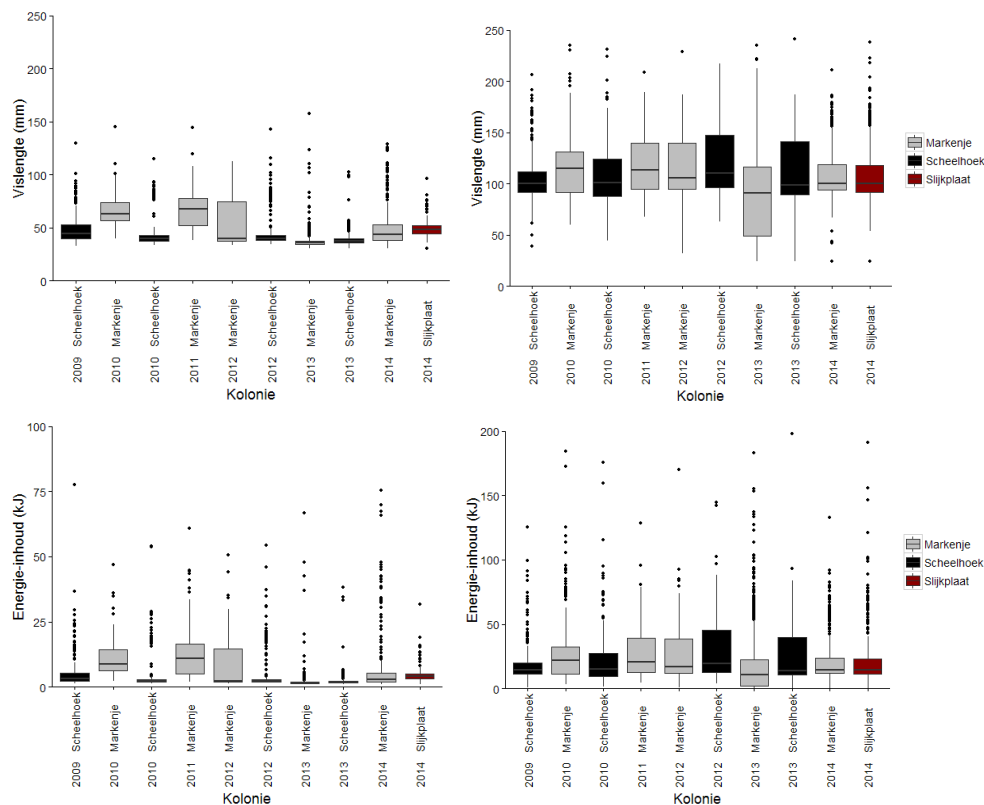 250
200
150
100
50
0
Vislengte (mm)
2009 Scheelhoek
2010 Markenje
2010 Scheelhoek
2011 Markenje
2012 Markenje
2012 Scheelhoek
2013 Markenje
2013 Scheelhoek
2014 Markenje
2014 Slijkplaat
Kolonie
250
200
150
100
50
0
Vislengte (mm)
2009 Scheelhoek
2010 Markenje
2010 Scheelhoek
2011 Markenje
2012 Markenje
2012 Scheelhoek
2013 Markenje
2013 Scheelhoek
2014 Markenje
2014 Slijkplaat
Kolonie
Markenje
Scheelhoek
Slijkplaat
100
75
50
25
0
Energie-inhoud (kJ)
2009 Scheelhoek
2010 Markenje
2010 Scheelhoek
2011 Markenje
2012 Markenje
2012 Scheelhoek
2013 Markenje
2013 Scheelhoek
2014 Markenje
2014 Slijkplaat
Kolonie
200
150
100
50
0
Energie-inhoud (kJ)
2009 Scheelhoek
2010 Markenje
2010 Scheelhoek
2011 Markenje
2012 Markenje
2012 Scheelhoek
2013 Markenje
2013 Scheelhoek
2014 Markenje
2014 Slijkplaat
Kolonie
Markenje
Scheelhoek
Slijkplaat